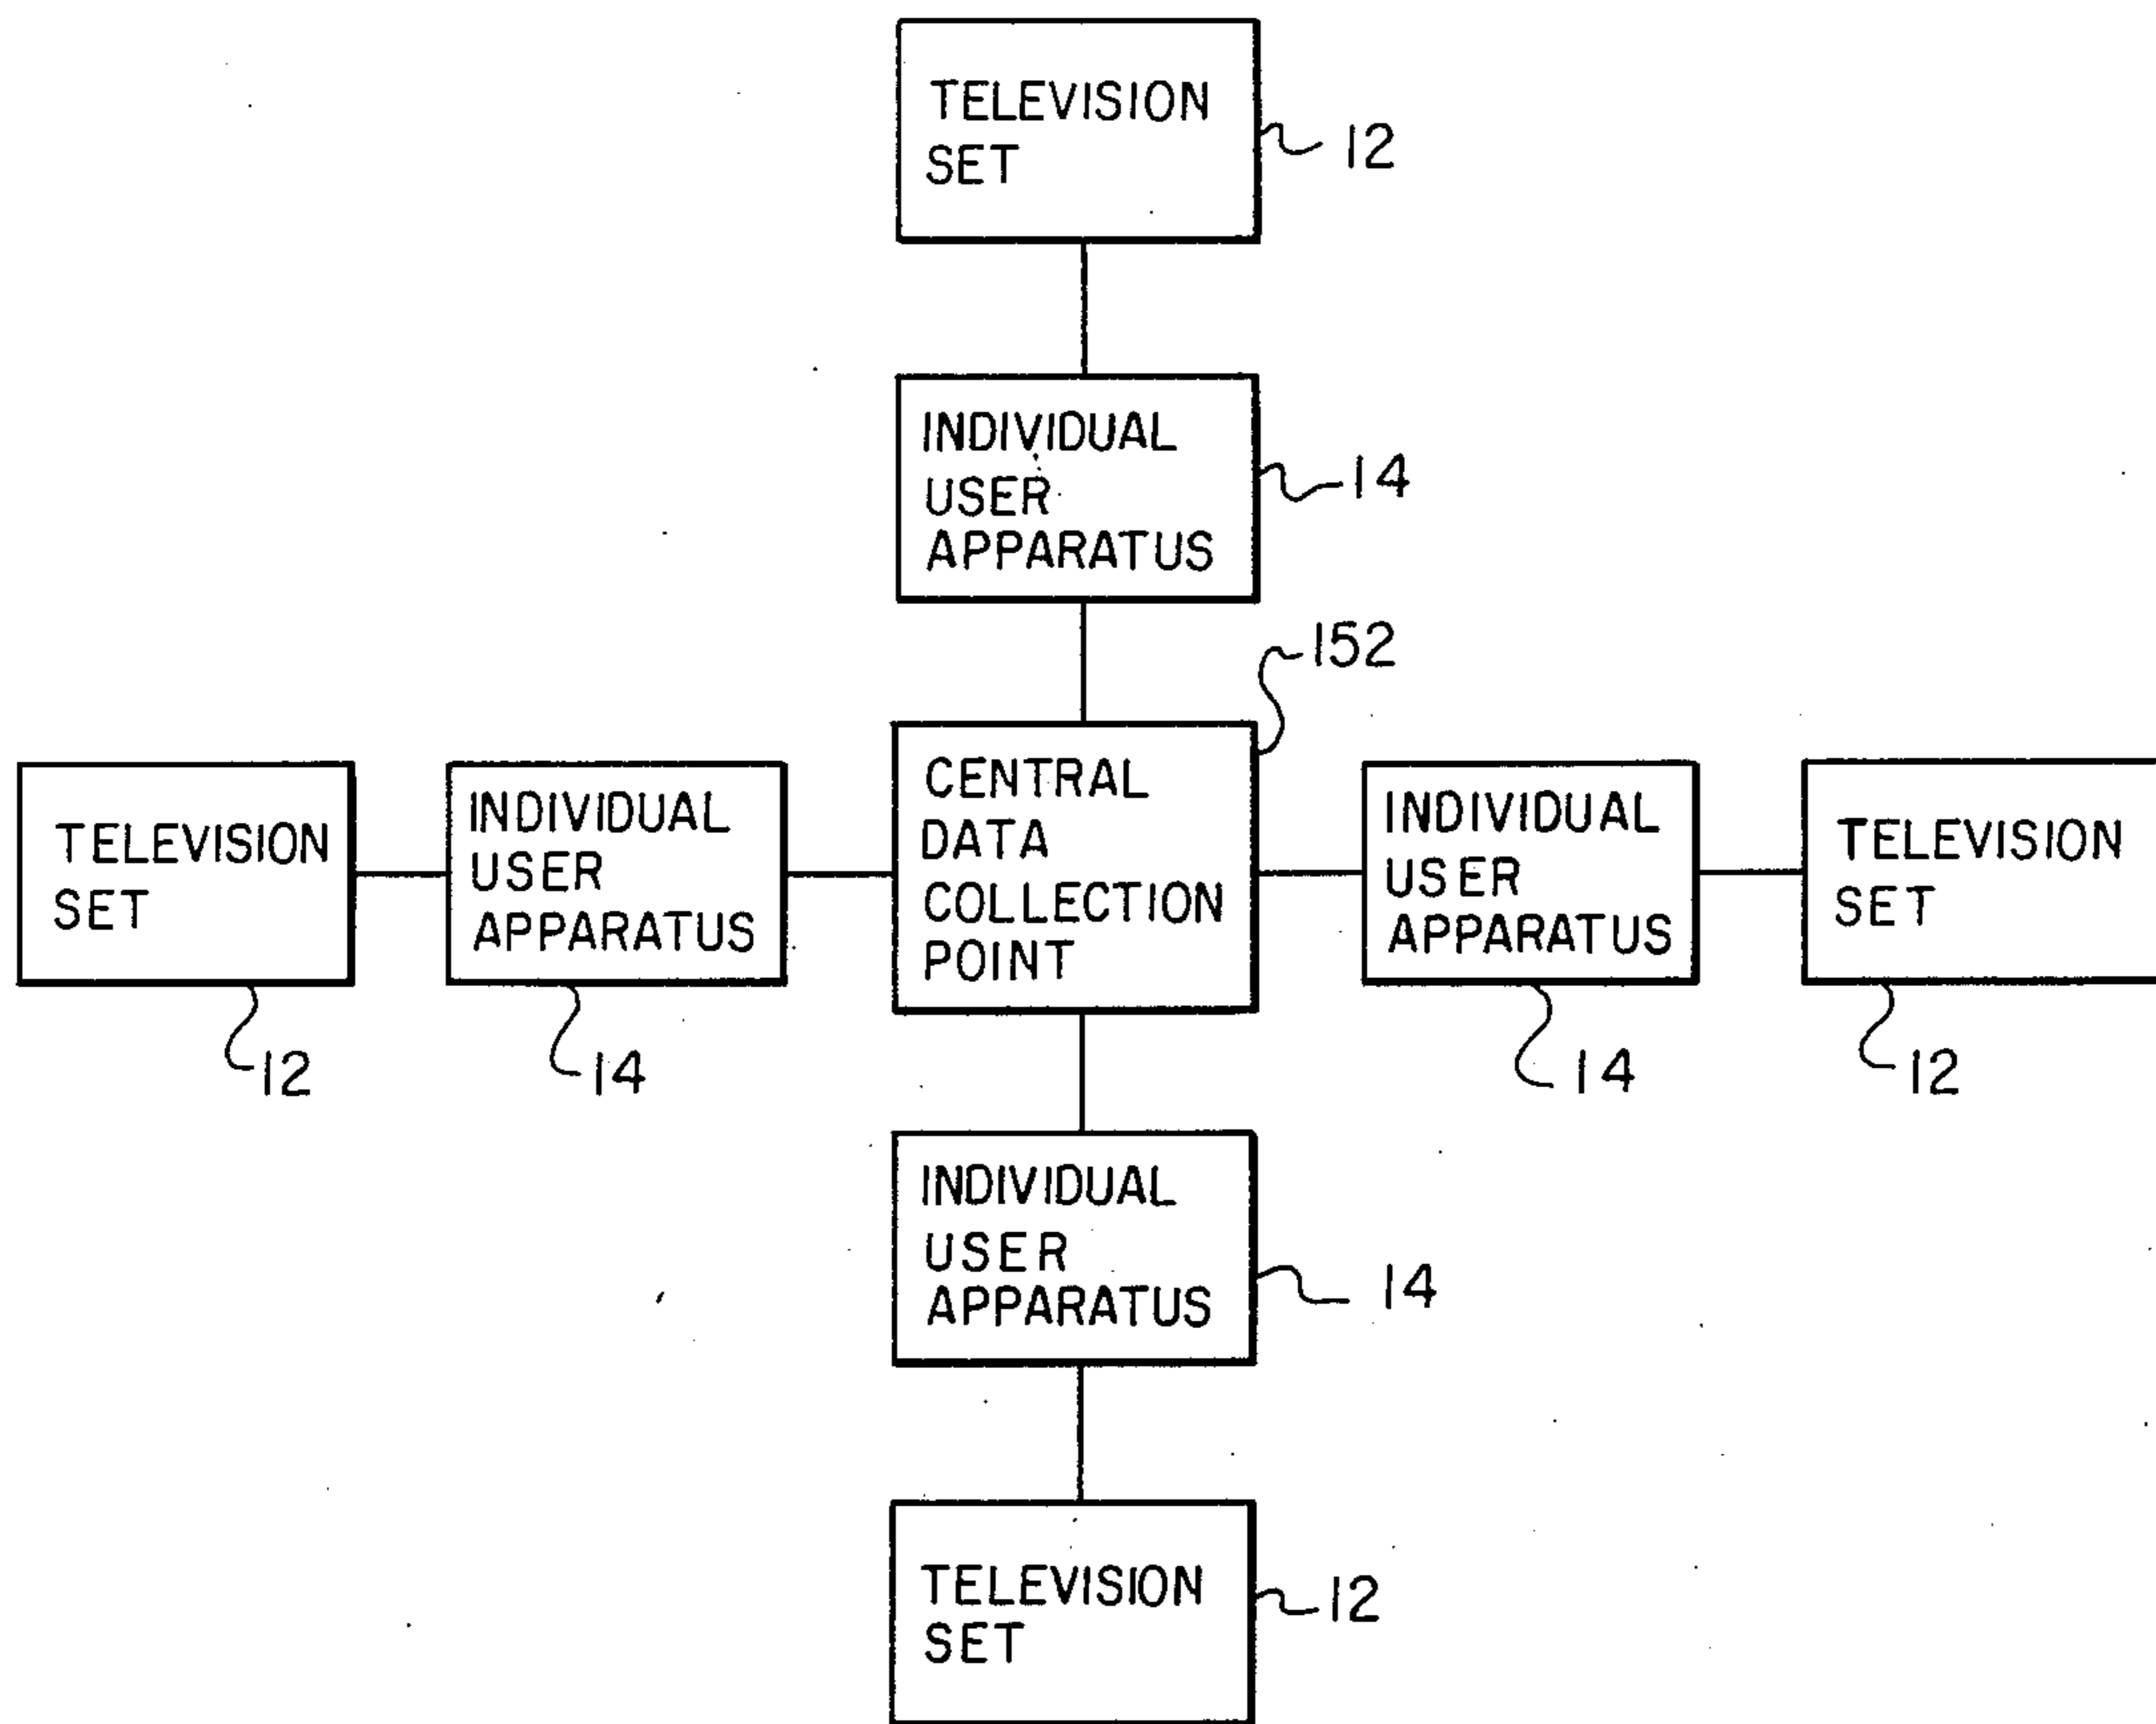 TELEVISION
SET
12
INDIVIDUAL
USER
APPARATUS
14
152
TELEVISION
SET
12
INDIVIDUAL
USER
APPARATUS
14
CENTRAL
DATA
COLLECTION
POINT
INDIVIDUAL
USER
APPARATUS
14
TELEVISION
SET
12
INDIVIDUAL
USER
APPARATUS
14
TELEVISION
SET
12